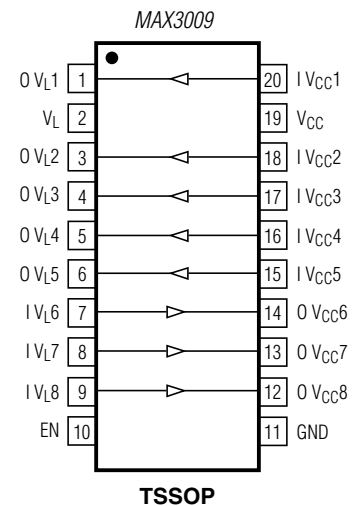 MAX3009
O VL1 1 20 I VCC1
VL 2 19 VCC
O VL2 3 18 I VCC2
O VL3 4 17 I VCC3
O VL4 5 16 I VCC4
O VL5 6 15 I VCC5
I VL6 7 14 O VCC6
I VL7 8 13 O VCC7
I VL8 9 12 O VCC8
EN 10 11 GND
TSSOP